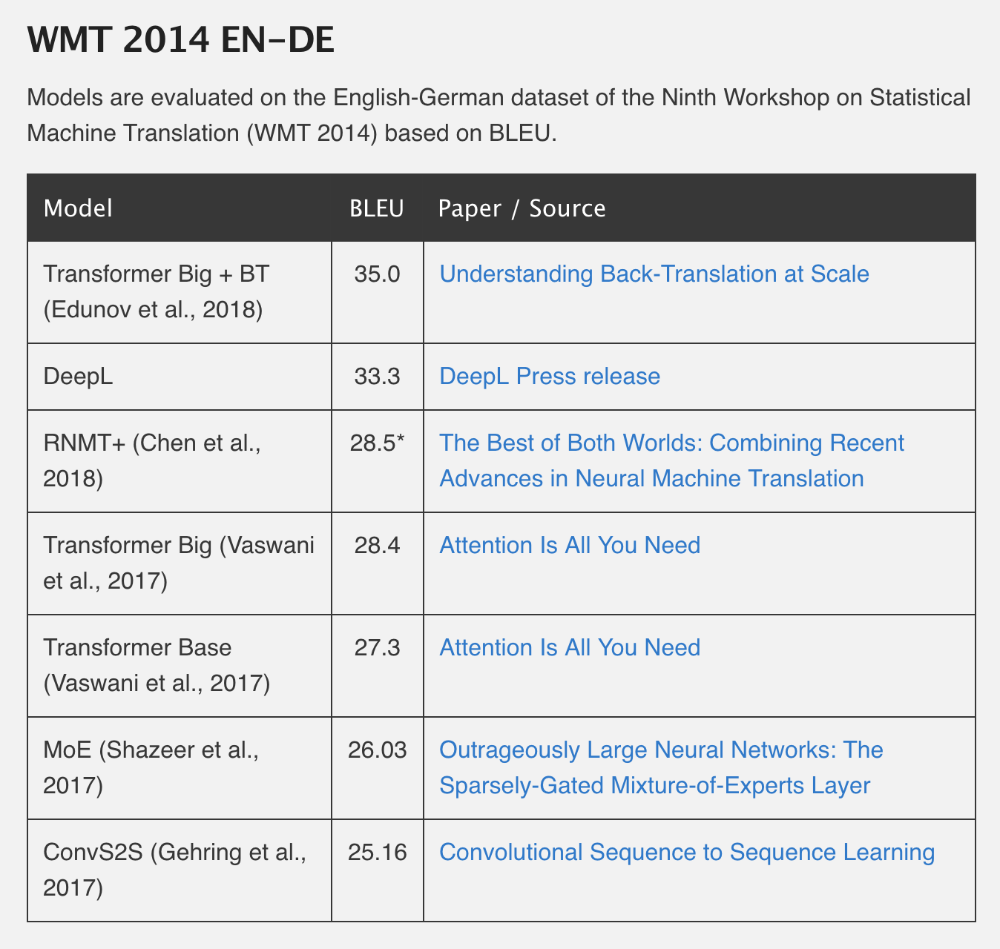 WMT 2014 EN–DE
Models are evaluated on the English-German dataset of the Ninth Workshop on Statistical
Machine Translation (WMT 2014) based on BLEU.
Model BLEU Paper / Source
Transformer Big + BT 35.0 Understanding Back-Translation at Scale
(Edunov et al., 2018)
DeepL 33.3 DeepL Press release
RNMT+ (Chen et al., 28.5* The Best of Both Worlds: Combining Recent
2018) Advances in Neural Machine Translation
Transformer Big (Vaswani 28.4 Attention Is All You Need
et al., 2017)
Transformer Base 27.3 Attention Is All You Need
(Vaswani et al., 2017)
MoE (Shazeer et al., 26.03 Outrageously Large Neural Networks: The
2017) Sparsely-Gated Mixture-of-Experts Layer
ConvS2S (Gehring et al., 25.16 Convolutional Sequence to Sequence Learning
2017)